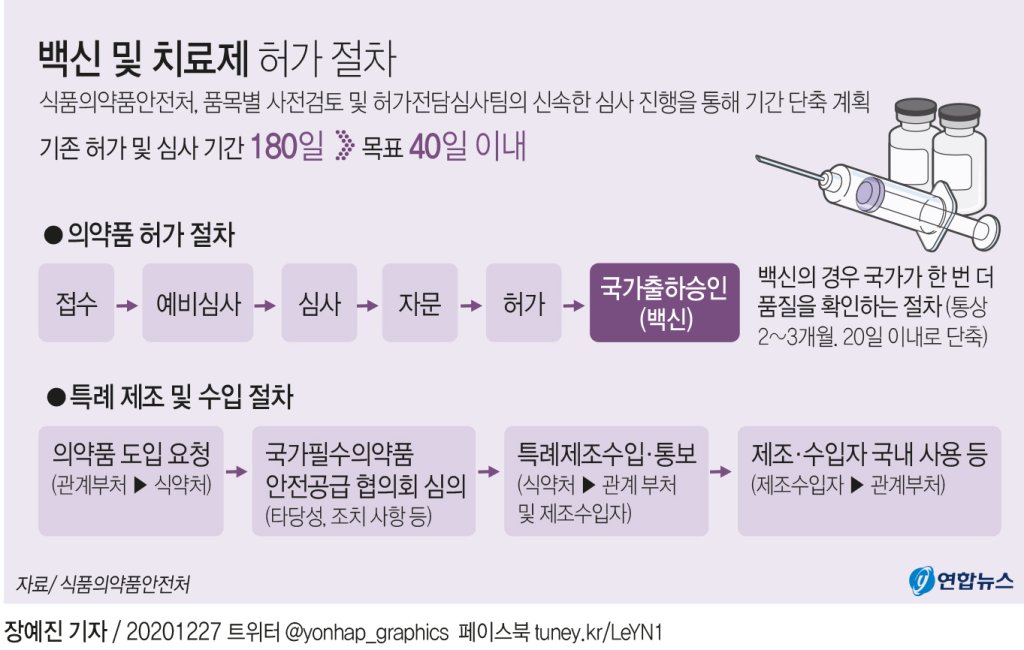 백신 및 치료제 허가 절차
식품의약품안전처, 품목별 사전검토 및 허가전담심사팀의 신속한 심사 진행을 통해 기간 단축 계획
기존 허가 및 심사 기간 180일 목표 40일 이내
●의약품 허가 절차
접수 → 예비심사 → 심사 → 자문 → 허가 → 국가출하승인
(백신)
백신의 경우 국가가 한 번 더
품질을 확인하는 절차 (통상
2~3개월. 20일 이내로 단축)
●특례 제조 및 수입 절차
의약품 도입 요청
(관계부처 ▶ 식약처)
국가필수의약품
안전공급 협의회 심의
(타당성, 조치 사항 등)
특례제조수입·통보
(식약처 ▶ 관계 부처
및 제조수입자)
제조·수입자 국내 사용 등
(제조수입자 ▶ 관계부처)
자료/ 식품의약품안전처
연합뉴스
장예진 기자 / 20201227 트위터 @yonhap_graphics 페이스북 tuney.kr/LeYN1